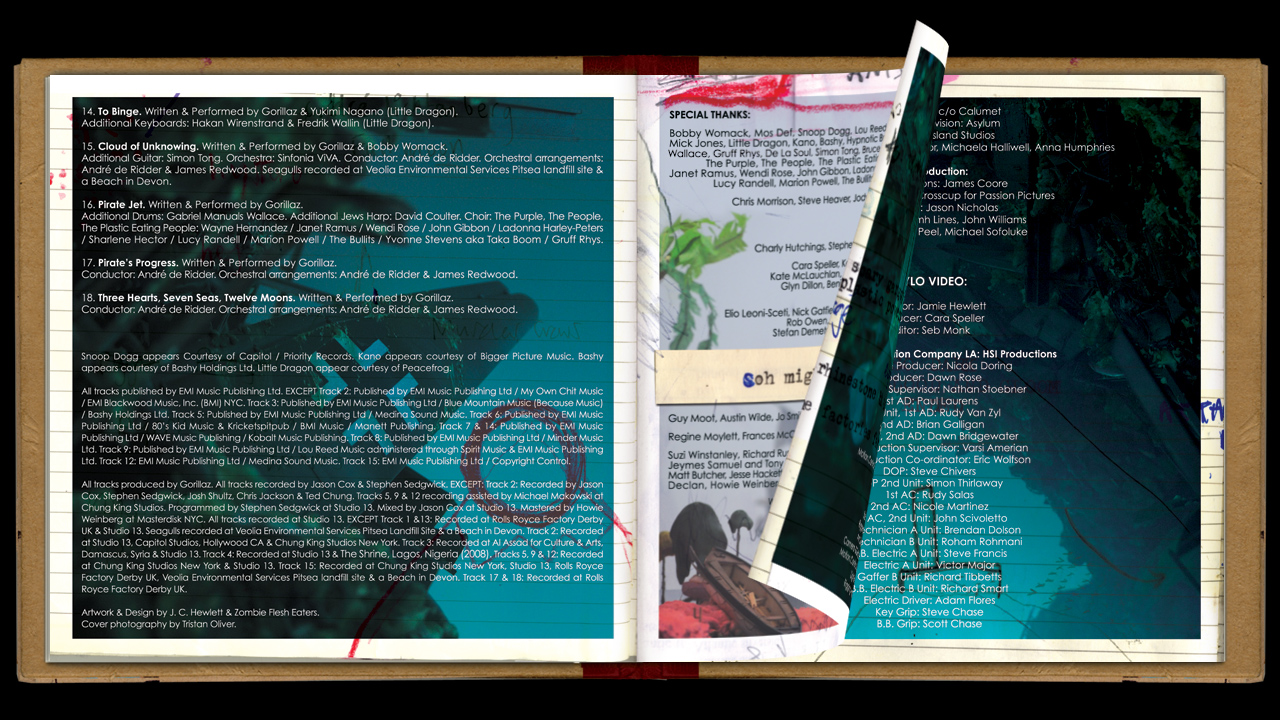 14. To Binge. Written & Performed by Gorillaz & Yukimi Nagano (Little Dragon).
Additional Keyboards: Hakan Wirenstrand & Fredrik Wallin (Little Dragon).
15. Cloud of Unknowing. Written & Performed by Gorillaz & Bobby Womack.
Additional Guitar: Simon Tong. Orchestra: Sinfonia ViVA. Conductor: André de Ridder. Orchestral arrangements:
André de Ridder & James Redwood. Seagulls recorded at Veolia Environmental Services Pitsea landfill site &
a Beach in Devon.
16. Pirate Jet. Written & Performed by Gorillaz.
Additional Drums: Gabriel Manuals Wallace. Additional Jews Harp: David Coulter. Choir: The Purple, The People,
The Plastic Eating People: Wayne Hernandez / Janet Ramus / Wendi Rose / John Gibbon / Ladonna Harley-Peters
/ Sharlene Hector / Lucy Randell / Marion Powell / The Bullits / Yvonne Stevens aka Taka Boom / Gruff Rhys.
17. Pirate's Progress. Written & Performed by Gorillaz.
Conductor: André de Ridder. Orchestral arrangements: André de Ridder & James Redwood.
18. Three Hearts, Seven Seas, Twelve Moons. Written & Performed by Gorillaz.
Conductor: André de Ridder. Orchestral arrangements: André de Ridder & James Redwood.
Snoop Dogg appears Courtesy of Capitol / Priority Records. Kano appears courtesy of Bigger Picture Music. Bashy
appears courtesy of Bashy Holdings Ltd. Little Dragon appear courtesy of Peacefrog.
All tracks published by EMI Music Publishing Ltd. EXCEPT Track 2: Published by EMI Music Publishing Ltd / My Own Chit Music
/ EMI Blackwood Music, Inc. (BMI) NYC. Track 3: Published by EMI Music Publishing Ltd / Blue Mountain Music (Because Music)
/ Bashy Holdings Ltd. Track 5: Published by EMI Music Publishing Ltd / Medina Sound Music. Track 6: Published by EMI Music
Publishing Ltd / 80's Kid Music & Kricketspitpub / BMI Music / Manett Publishing. Track 7 & 14: Published by EMI Music
Publishing Ltd / WAVE Music Publishing / Kobalt Music Publishing. Track 8: Published by EMI Music Publishing Ltd / Minder Music
Ltd. Track 9: Published by EMI Music Publishing Ltd / Lou Reed Music administered through Spirit Music & EMI Music Publishing
Ltd. Track 12: EMI Music Publishing Ltd / Medina Sound Music. Track 15: EMI Music Publishing Ltd / Copyright Control.
All tracks produced by Gorillaz. All tracks recorded by Jason Cox & Stephen Sedgwick, EXCEPT: Track 2: Recorded by Jason
Cox, Stephen Sedgwick, Josh Shultz, Chris Jackson & Ted Chung. Tracks 5, 9 & 12 recording assisted by Michael Makowski at
Chung King Studios. Programmed by Stephen Sedgwick at Studio 13. Mixed by Jason Cox at Studio 13. Mastered by Howie
Weinberg at Masterdisk NYC. All tracks recorded at Studio 13, EXCEPT Track 1 &13: Recorded at Rolls Royce Factory Derby
UK & Studio 13. Seagulls recorded at Veolia Environmental Services Pitsea Landfill Site & a Beach in Devon. Track 2: Recorded
at Studio 13, Capitol Studios, Hollywood CA & Chung King Studios New York. Track 3: Recorded at Al Assad for Culture & Arts,
Damascus, Syria & Studio 13. Track 4: Recorded at Studio 13 & The Shrine, Lagos, Nigeria (2008). Tracks 5, 9 & 12: Recorded
at Chung King Studios New York & Studio 13. Track 15: Recorded at Chung King Studios New York, Studio 13, Rolls Royce
Factory Derby UK, Veolia Environmental Services Pitsea landfill site & a Beach in Devon. Track 17 & 18: Recorded at Rolls
Royce Factory Derby UK.
Artwork & Design by J. C. Hewlett & Zombie Flesh Eaters.
Cover photography by Tristan Oliver.
SPECIAL THANKS:
Bobby Womack, Mos Def, Snoop Dogg, Lou Reed
Mick Jones, Little Dragon, Kano, Bashy, Hypnotic B
Wallace, Gruff Rhys, De La Soul, Simon Tong, Bruce
The Purple, The People, The Plastic Eatin
Janet Ramus, Wendi Rose, John Gibbon, Ladon
Lucy Randell, Marion Powell, The Bullit
Chris Morrison, Steve Heaver, Jod
Charly Hutchings, Stephe
Cara Speller, K
Kate McLauchlan
Glyn Dillon, Ben
Elio Leoni-Sceti, Nick Gatfie
Rob Owen
Stefan Demet
Soh mig
Guy Moot, Austin Wilde, Jo Sm
Regine Moylett, Frances McC
Suzi Winstanley, Richard Ru
Jeymes Samuel and Tony
Matt Butcher, Jesse Hackett
Declan, Howie Weinber
rhinestone
factor
c/o Calumet
vision: Asylum
sland Studios
or, Michaela Halliwell, Anna Humphries
oduction:
ons: James Coore
rosscup for Passion Pictures
: Jason Nicholas
mh Lines, John Williams
Peel, Michael Sofoluke
YLO VIDEO:
or: Jamie Hewlett
ucer: Cara Speller
ditor: Seb Monk
ion Company LA: HSI Productions
Producer: Nicola Doring
oducer: Dawn Rose
Supervisor: Nathan Stoebner
1st AD: Paul Laurens
nit, 1st AD: Rudy Van Zyl
nd AD: Brian Galligan
, 2nd AD: Dawn Bridgewater
uction Supervisor: Varsi Amerian
uction Co-ordinator: Eric Wolfson
DOP: Steve Chivers
P 2nd Unit: Simon Thirlaway
1st AC: Rudy Salas
2nd AC: Nicole Martinez
AC, 2nd Unit: John Scivoletto
chnician A Unit: Brendan Dolson
chnician B Unit: Roham Rohmani
B. Electric A Unit: Steve Francis
Electric A Unit: Victor Major
Gaffer B Unit: Richard Tibbetts
B.B. Electric B Unit: Richard Smart
Electric Driver: Adam Flores
Key Grip: Steve Chase
B.B. Grip: Scott Chase